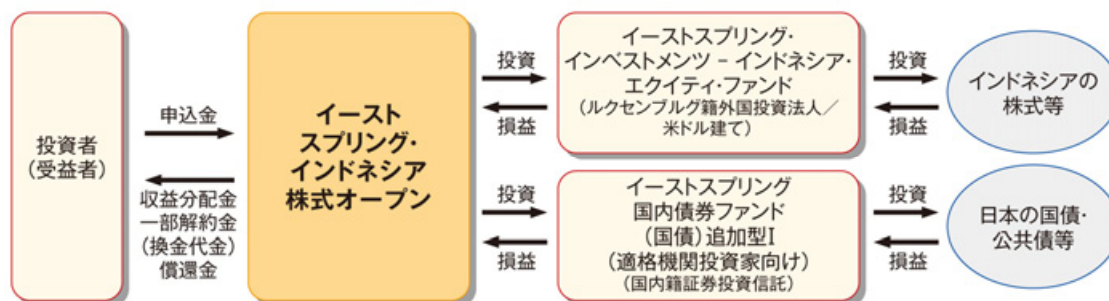 投資者
(受益者)
申込金
収益分配金
一部解約金
(換金代金)
償還金
イースト
スプリング・
インドネシア
株式オープン
投資
損益
イーストスプリング・
インベストメンツ – インドネシア・
エクイティ・ファンド
(ルクセンブルグ籍外国投資法人／
米ドル建て)
投資
損益
インドネシアの
株式等
投資
損益
イーストスプリング
国内債券ファンド
(国債)追加型I
(適格機関投資家向け)
(国内籍証券投資信託)
投資
損益
日本の国債・
公共債等